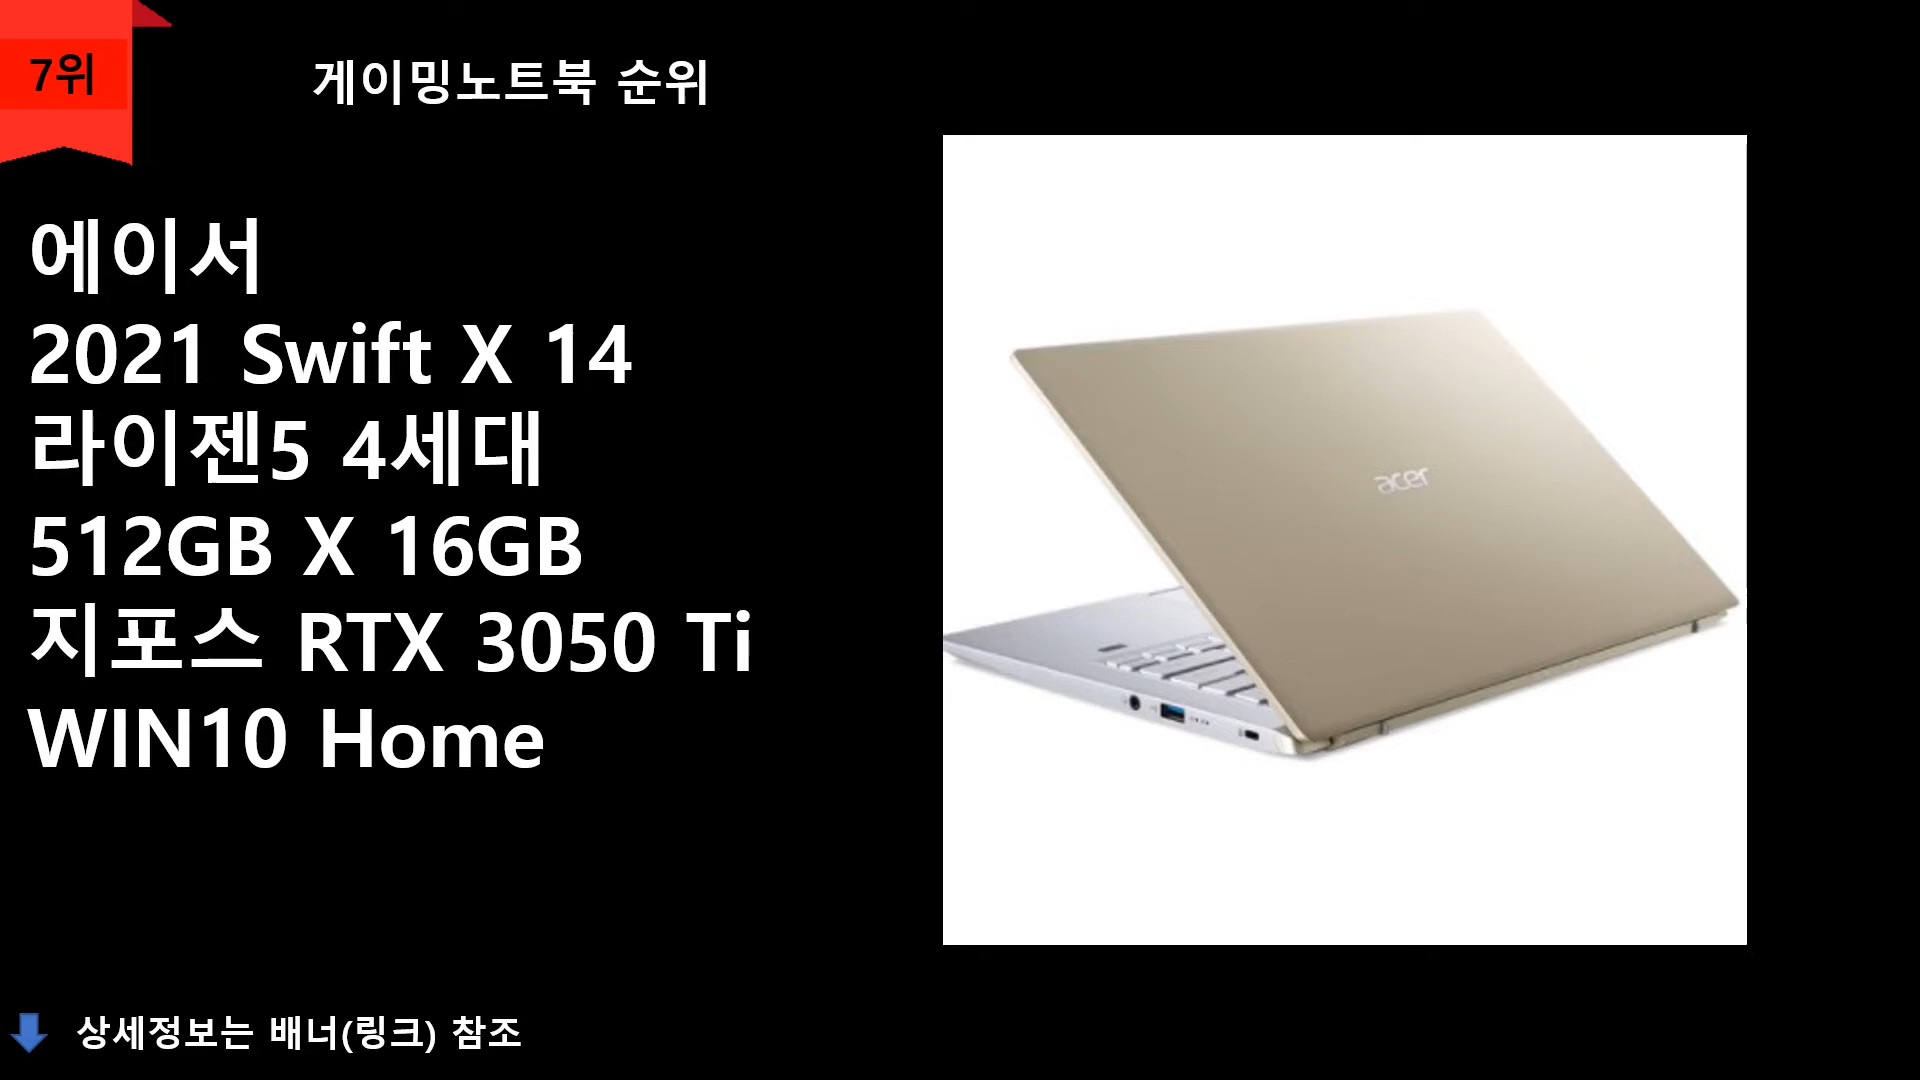 7위
게이밍노트북 순위
에이서
2021 Swift X 14
라이젠5 4세대
512GB X 16GB
지포스 RTX 3050 Ti
WIN10 Home
acer
상세정보는 배너(링크) 참조